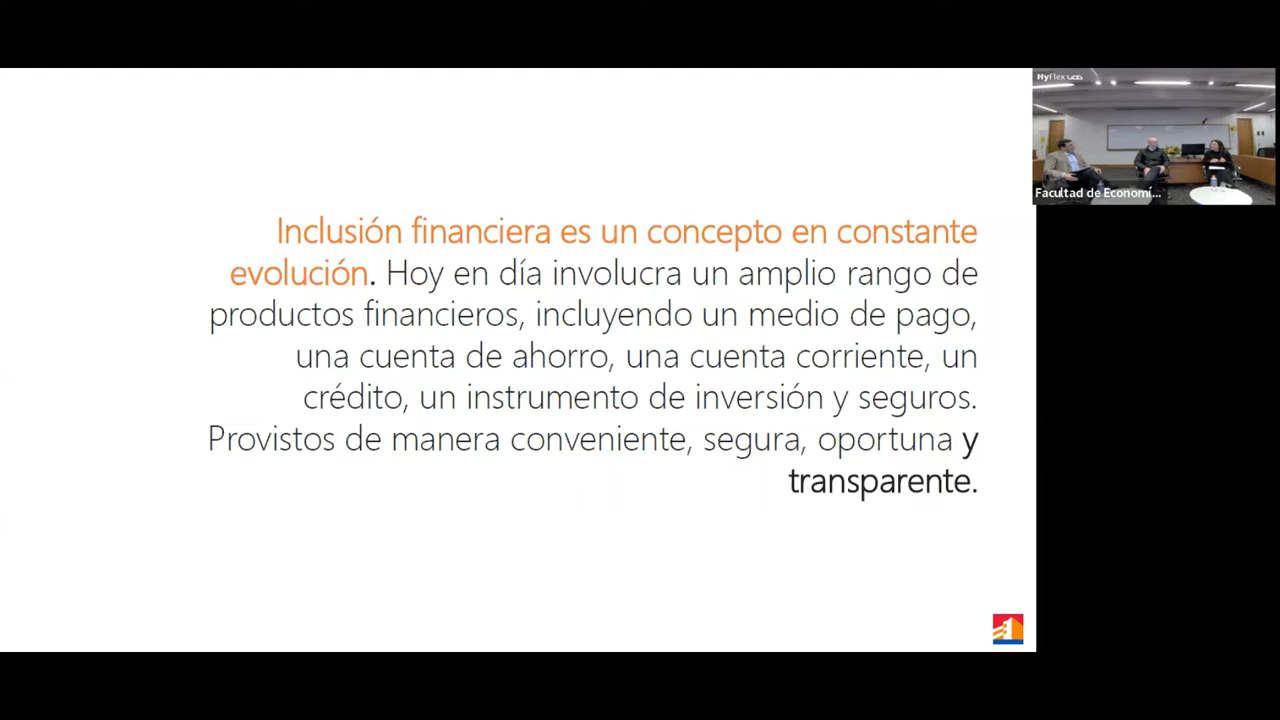 HyFlex UDD
Facultad de Economí...
Inclusión financiera es un concepto en constante
evolución. Hoy en día involucra un amplio rango de
productos financieros, incluyendo un medio de pago,
una cuenta de ahorro, una cuenta corriente, un
crédito, un instrumento de inversión y seguros.
Provistos de manera conveniente, segura, oportuna y
transparente.